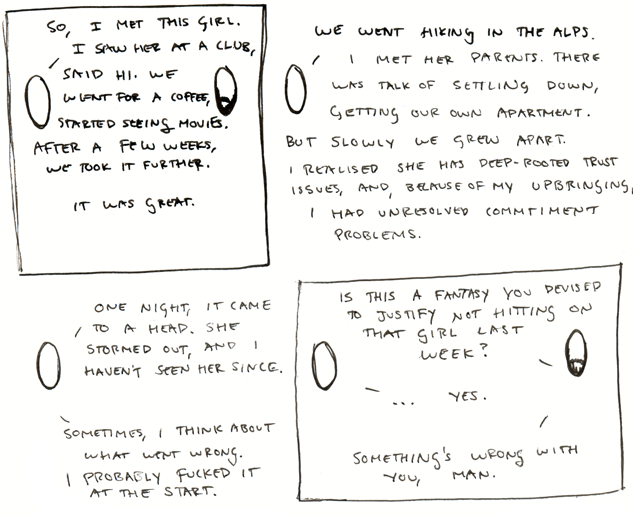 SO, I MET THIS GIRL.
I SAW HER AT A CLUB,
SAID HI. WE
WENT FOR A COFFEE,
STARTED SEEING MOVIES.
AFTER A FEW WEEKS,
WE TOOK IT FURTHER.
IT WAS GREAT.
WE WENT HIKING IN THE ALPS.
I MET HER PARENTS. THERE
WAS TALK OF SETTLING DOWN,
GETTING OUR OWN APARTMENT.
BUT SLOWLY WE GREW APART.
I REALISED SHE HAS DEEP-ROOTED TRUST
ISSUES, AND, BECAUSE OF MY UPBRINGING,
I HAD UNRESOLVED COMMTIMENT
PROBLEMS.
ONE NIGHT, IT CAME
TO A HEAD. SHE
STORMED OUT, AND I
HAVEN'T SEEN HER SINCE.
SOMETIMES, I THINK ABOUT
WHAT WENT WRONG.
I PROBABLY FUCKED IT
AT THE START.
IS THIS A FANTASY YOU DEVISED
TO JUSTIFY NOT HITTING ON
THAT GIRL LAST
WEEK?
... YES.
SOMETHING'S WRONG WITH
YOU, MAN.